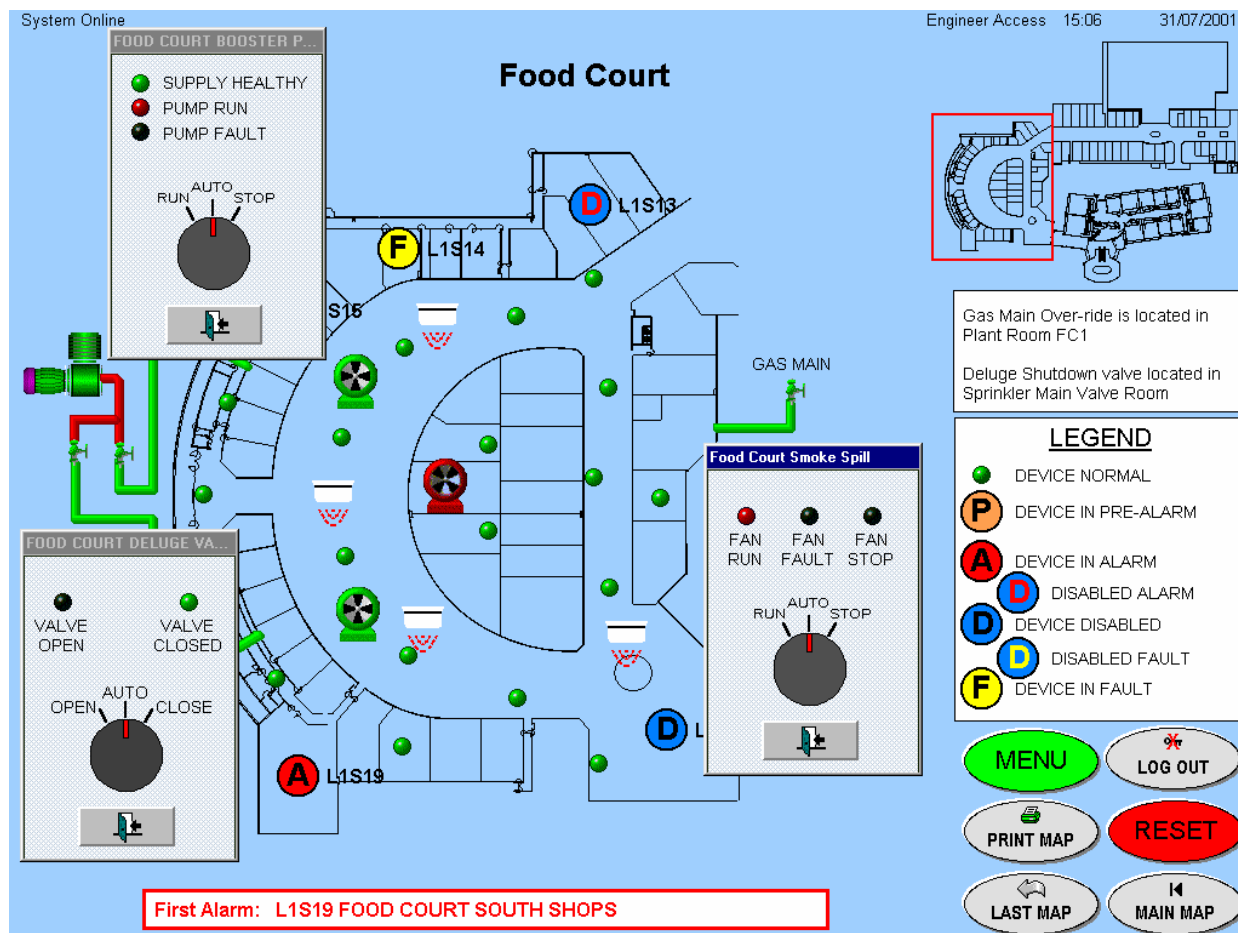 System Online
Engineer Access 15:06 31/07/2001
FOOD COURT BOOSTER P...
SUPPLY HEALTHY
PUMP RUN
PUMP FAULT
RUN AUTO STOP
Food Court
D L1S13
F L1S14
S15
GAS MAIN
Gas Main Over-ride is located in
Plant Room FC1
Deluge Shutdown valve located in
Sprinkler Main Valve Room
LEGEND
DEVICE NORMAL
P DEVICE IN PRE-ALARM
A DEVICE IN ALARM
D DISABLED ALARM
D DEVICE DISABLED
D DISABLED FAULT
F DEVICE IN FAULT
Food Court Smoke Spill
FAN RUN
FAN FAULT
FAN STOP
RUN AUTO STOP
FOOD COURT DELUGE VA...
VALVE OPEN
VALVE CLOSED
OPEN AUTO CLOSE
A L1S19
D L
MENU
LOG OUT
PRINT MAP
RESET
LAST MAP
MAIN MAP
First Alarm: L1S19 FOOD COURT SOUTH SHOPS